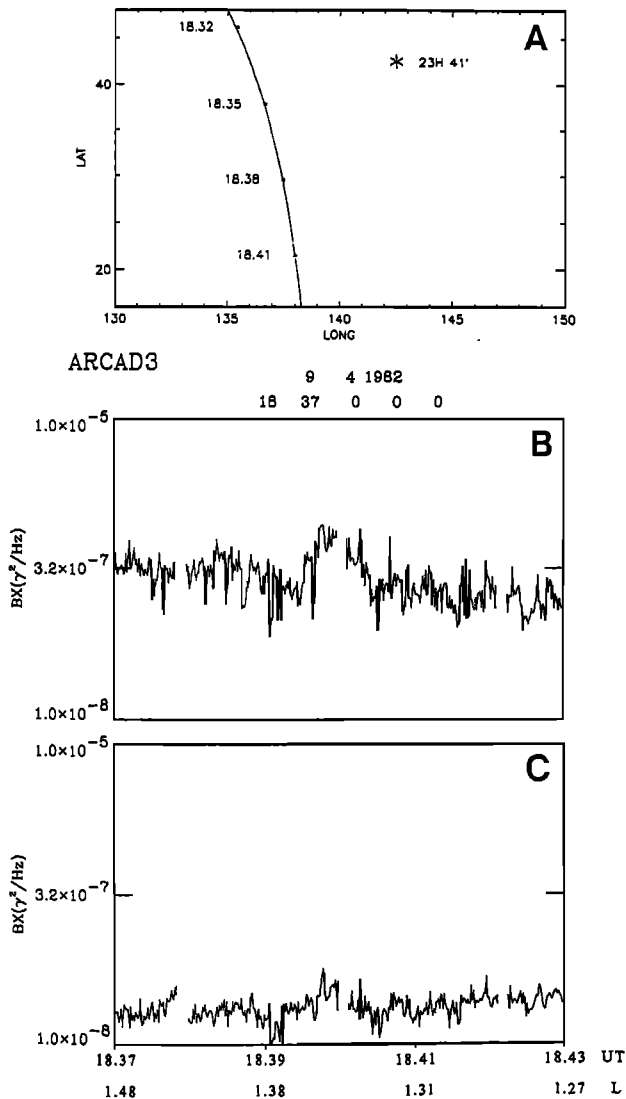 A
18.32
23H 41'
40
18.35
LAT
18.38
18.41
20
130 135 140 145 150
LONG
ARCAD3
9 4 1982
18 37 0 0 0
B
1.0×10⁻⁵
BX(γ²/Hz)
3.2×10⁻⁷
1.0×10⁻⁸
C
1.0×10⁻⁵
BX(γ²/Hz)
3.2×10⁻⁷
1.0×10⁻⁸
18.37 18.39 18.41 18.43 UT
1.48 1.38 1.31 1.27 L